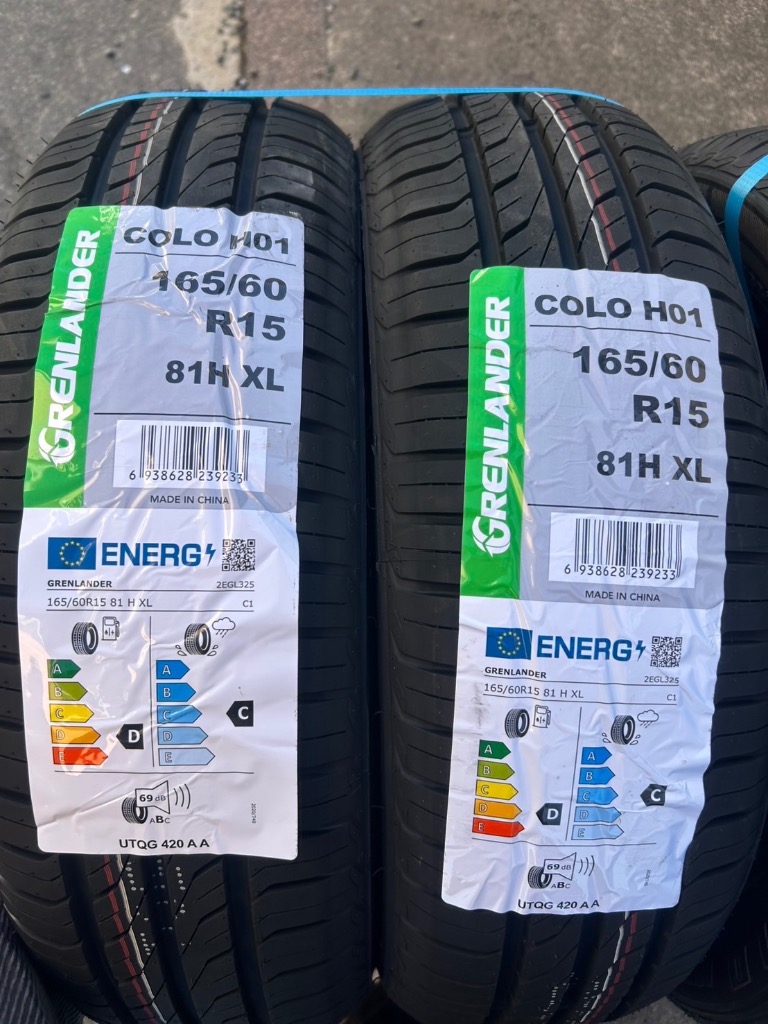 GRENLANDER
COLO H01
165/60
R15
81H XL
6 938628 239233
MADE IN CHINA
ENERG
GRENLANDER 2EGL325
165/60R15 81 H XL C1
A A
B B
C C C
D D D
E E
69 dB
ABC
2020/740
UTQG 420 A A
GRENLANDER
COLO H01
165/60
R15
81H XL
6 938628 239233
MADE IN CHINA
ENERG
GRENLANDER 2EGL325
165/60R15 81 H XL C1
A A
B B
C C C
D D D
E E
69 dB
ABC
UTQG 420 A A